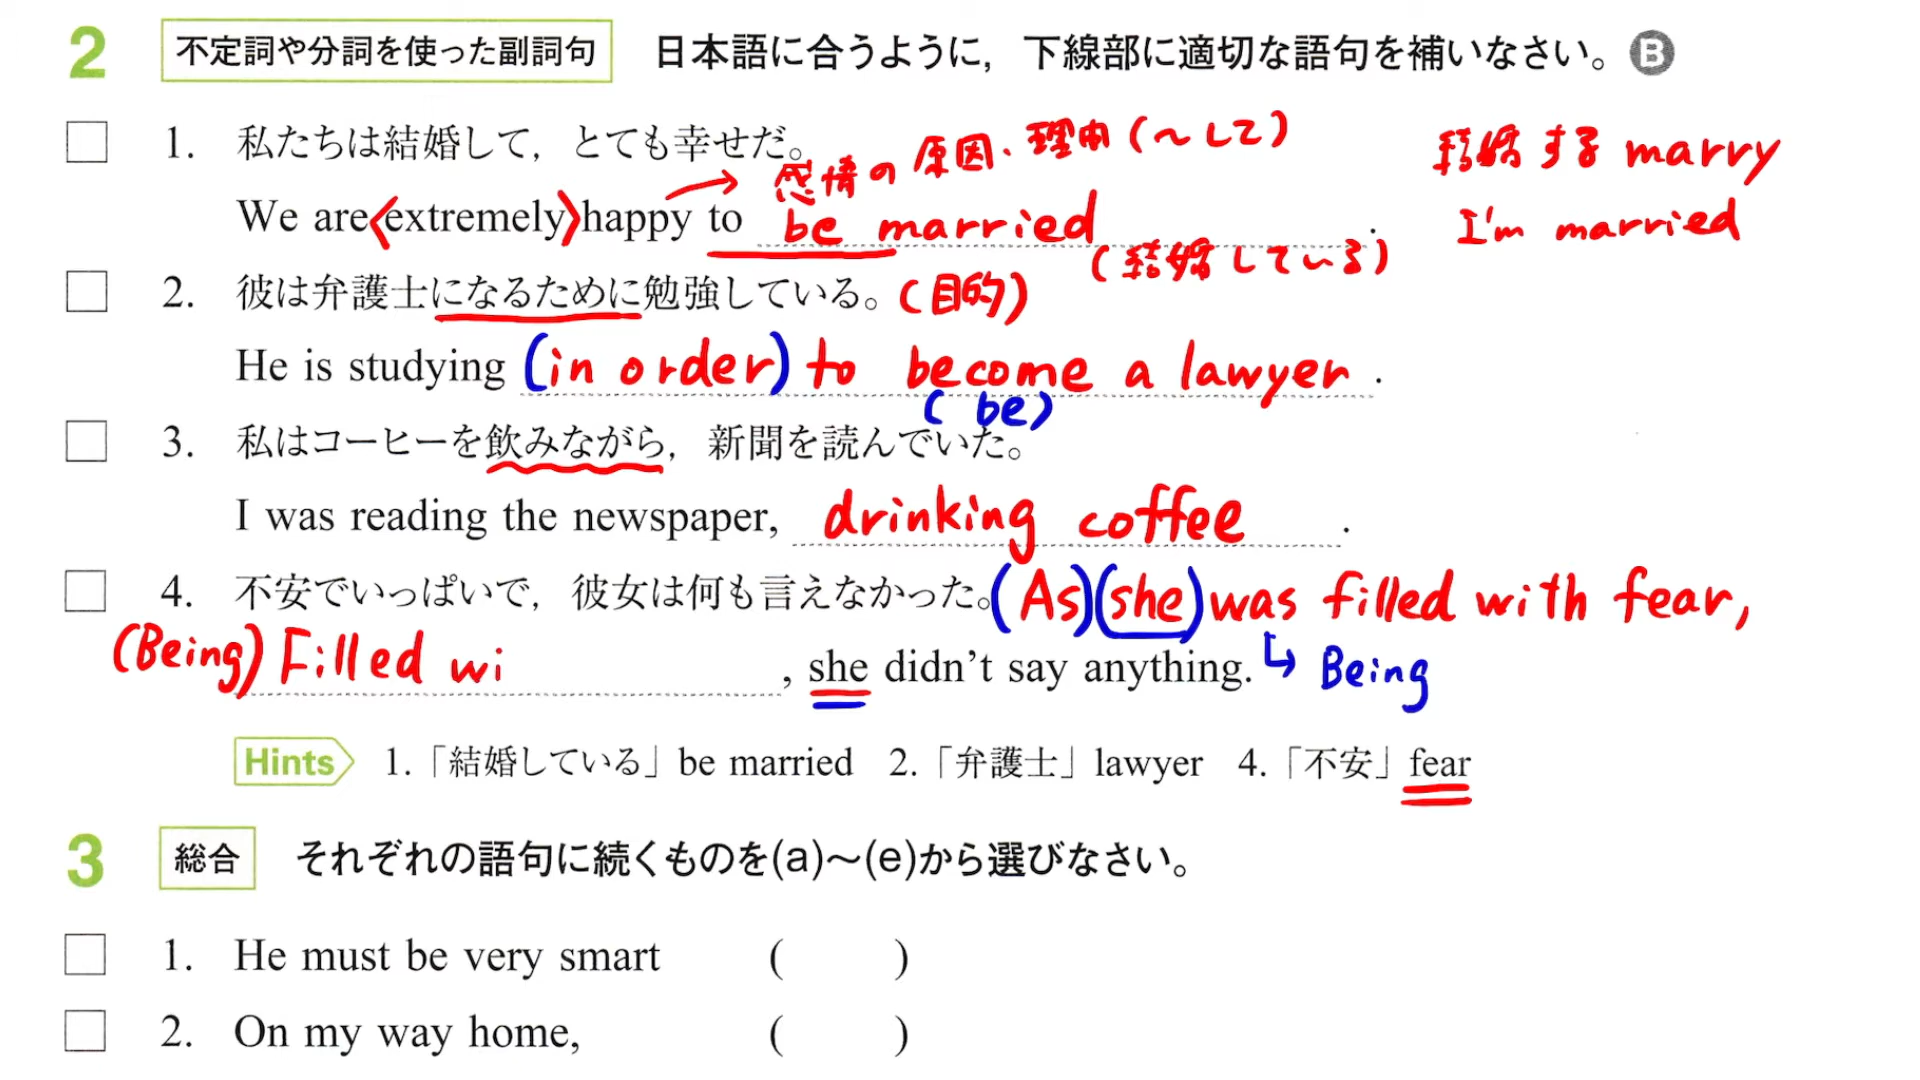 2 不定詞や分詞を使った副詞句 日本語に合うように，下線部に適切な語句を補いなさい。 B
1. 私たちは結婚して，とても幸せだ。
感情の原因・理由(～して)
結婚する marry
We are <extremely> happy to be married .
I'm married
(結婚している)
2. 彼は弁護士になるために勉強している。(目的)
He is studying (in order) to become a lawyer .
(be)
3. 私はコーヒーを飲みながら，新聞を読んでいた。
I was reading the newspaper, drinking coffee .
4. 不安でいっぱいで，彼女は何も言えなかった。(As)(she) was filled with fear,
(Being) Filled wi , she didn't say anything. ↳ Being
Hints 1.「結婚している」be married 2.「弁護士」lawyer 4.「不安」fear
3 総合 それぞれの語句に続くものを(a)～(e)から選びなさい。
1. He must be very smart ( )
2. On my way home, ( )